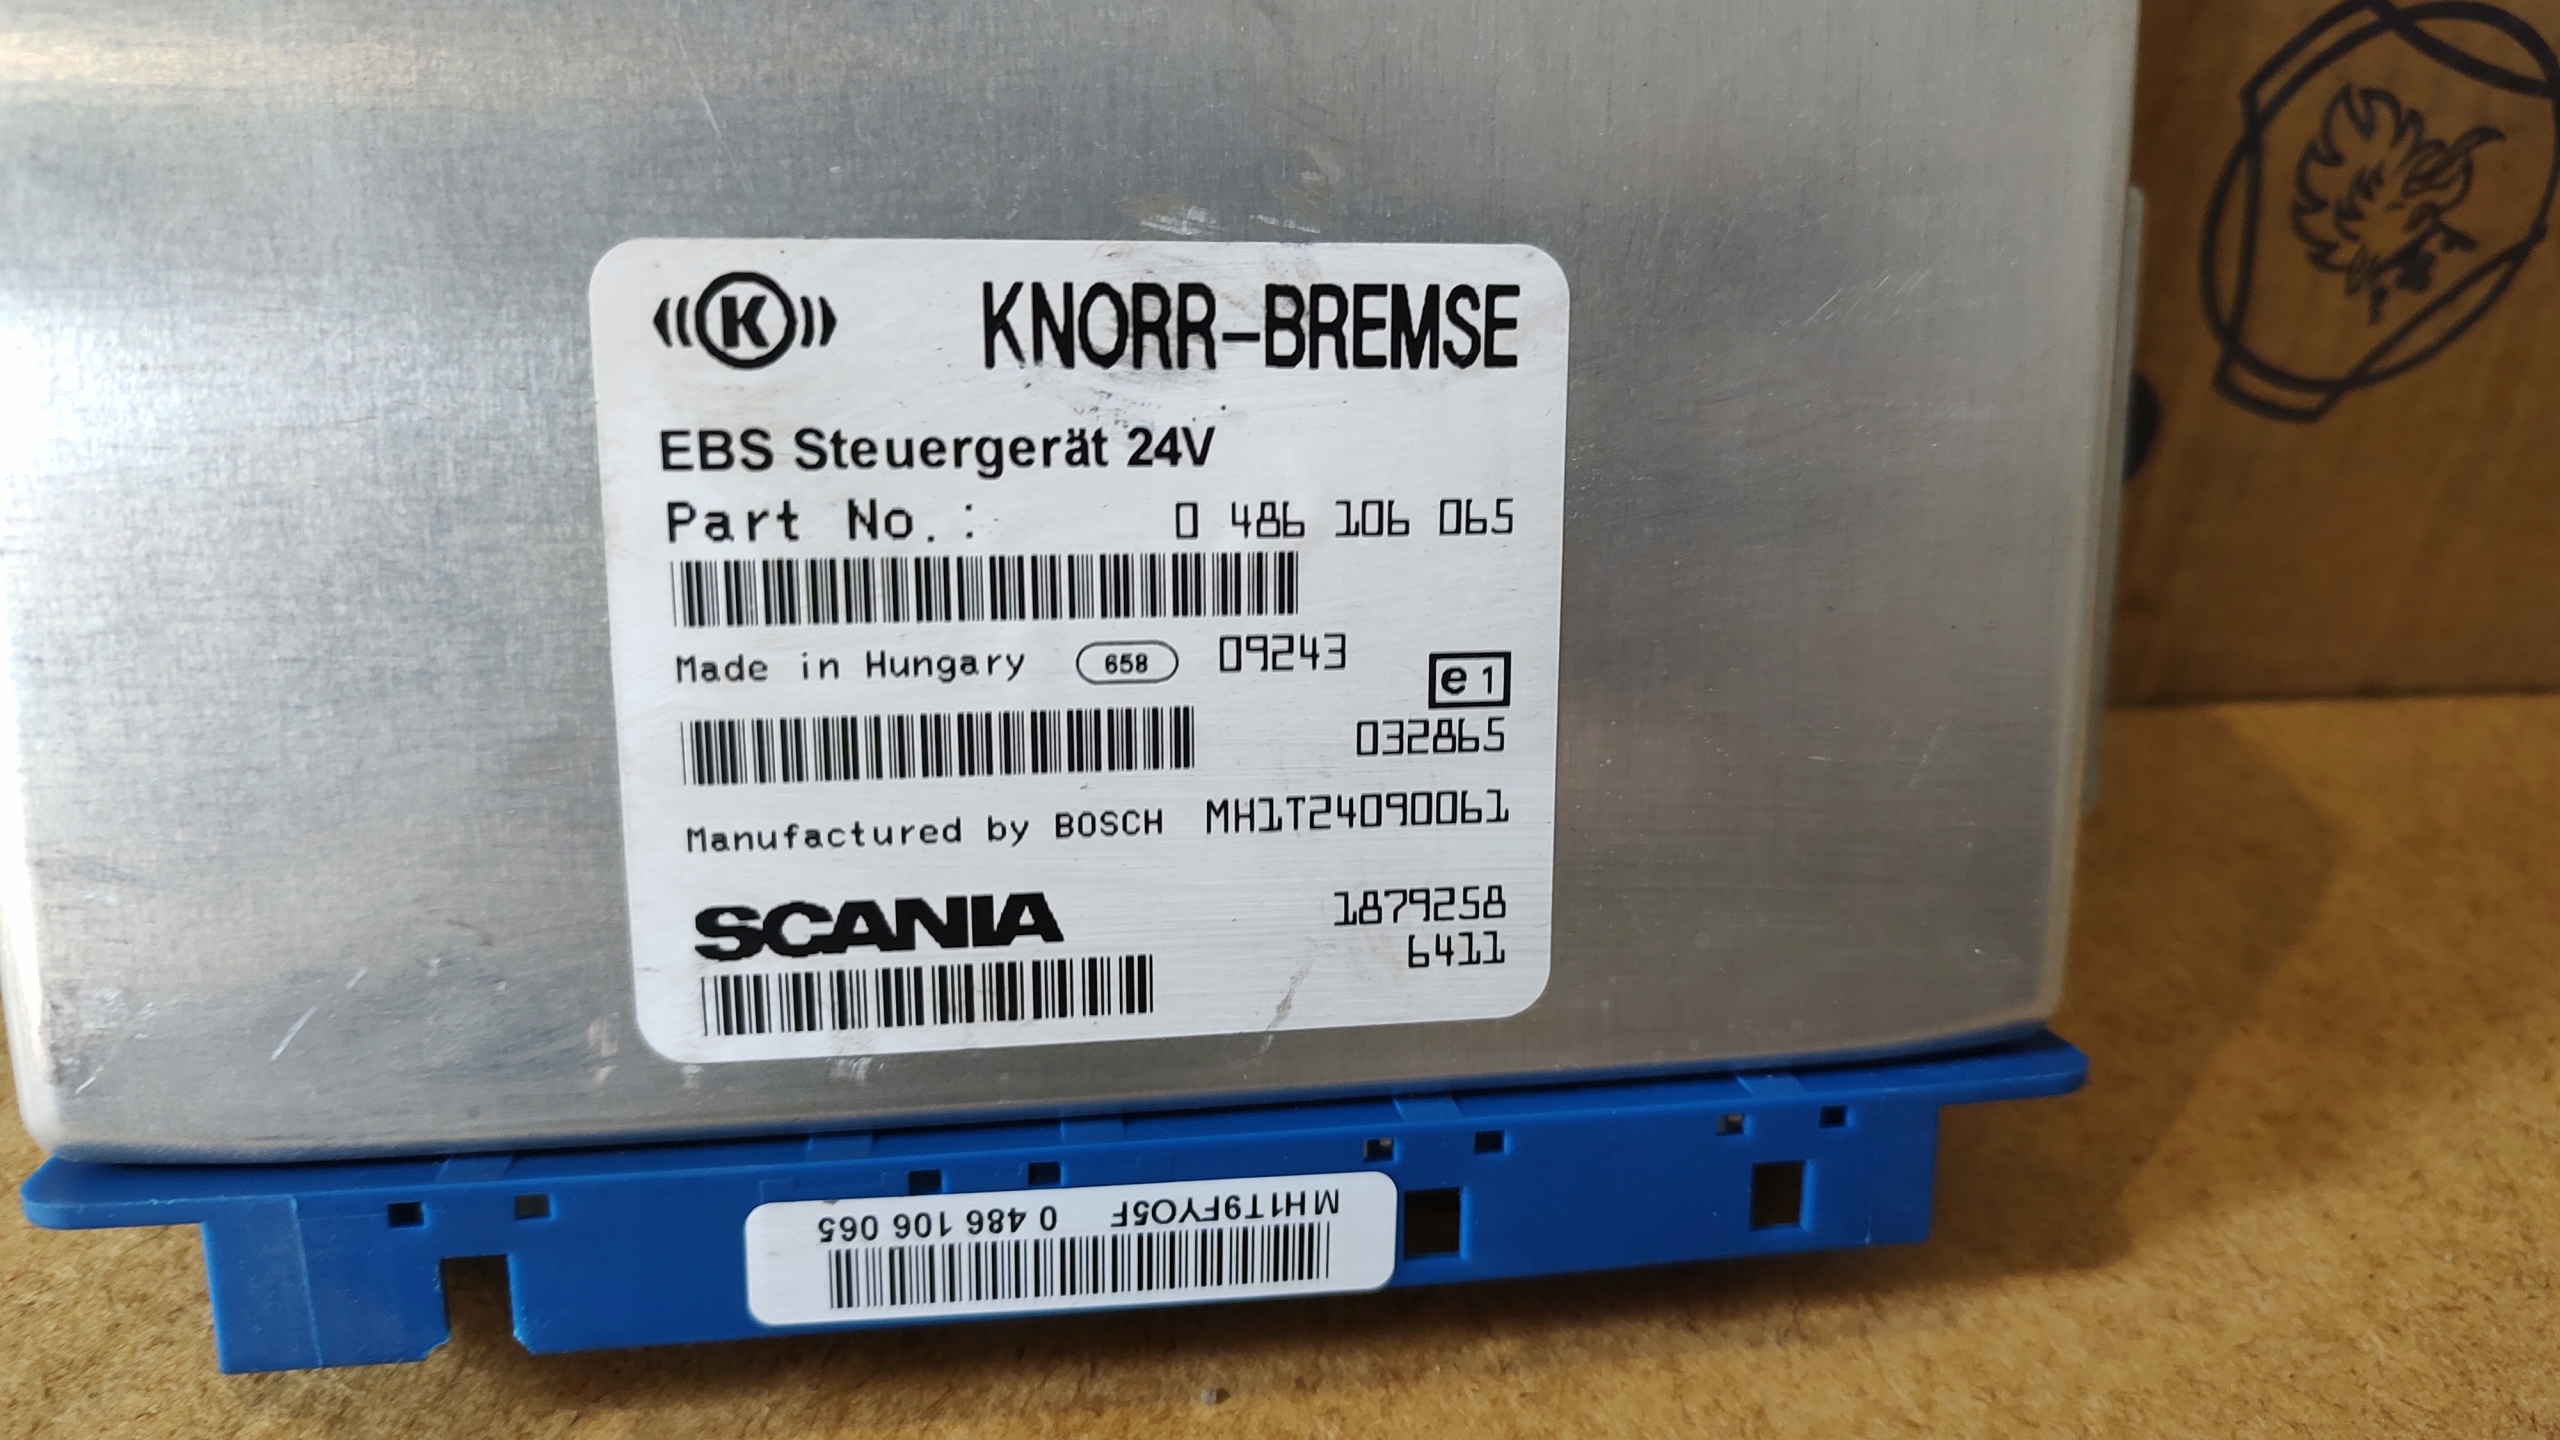 K KNORR-BREMSE
EBS Steuergerät 24V
Part No.: 0 486 106 065
Made in Hungary 658 09243
e1
032865
Manufactured by BOSCH MH1T24090061
SCANIA 1879258
6411
MH1T9FYO5F 0 486 106 065